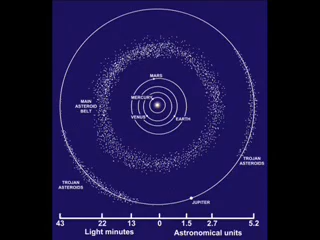 MARS
MERCURY
MAIN
ASTEROID
BELT
VENUS
EARTH
TROJAN
ASTEROIDS
TROJAN
ASTEROIDS
JUPITER
43 22 13 0 1.5 2.7 5.2
Light minutes Astronomical units